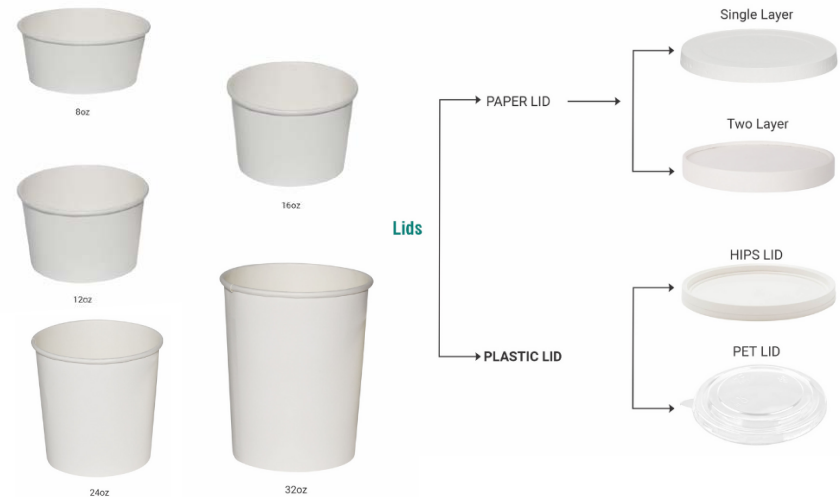 8oz
16oz
12oz
24oz
32oz
Lids
PAPER LID
Single Layer
Two Layer
PLASTIC LID
HIPS LID
PET LID